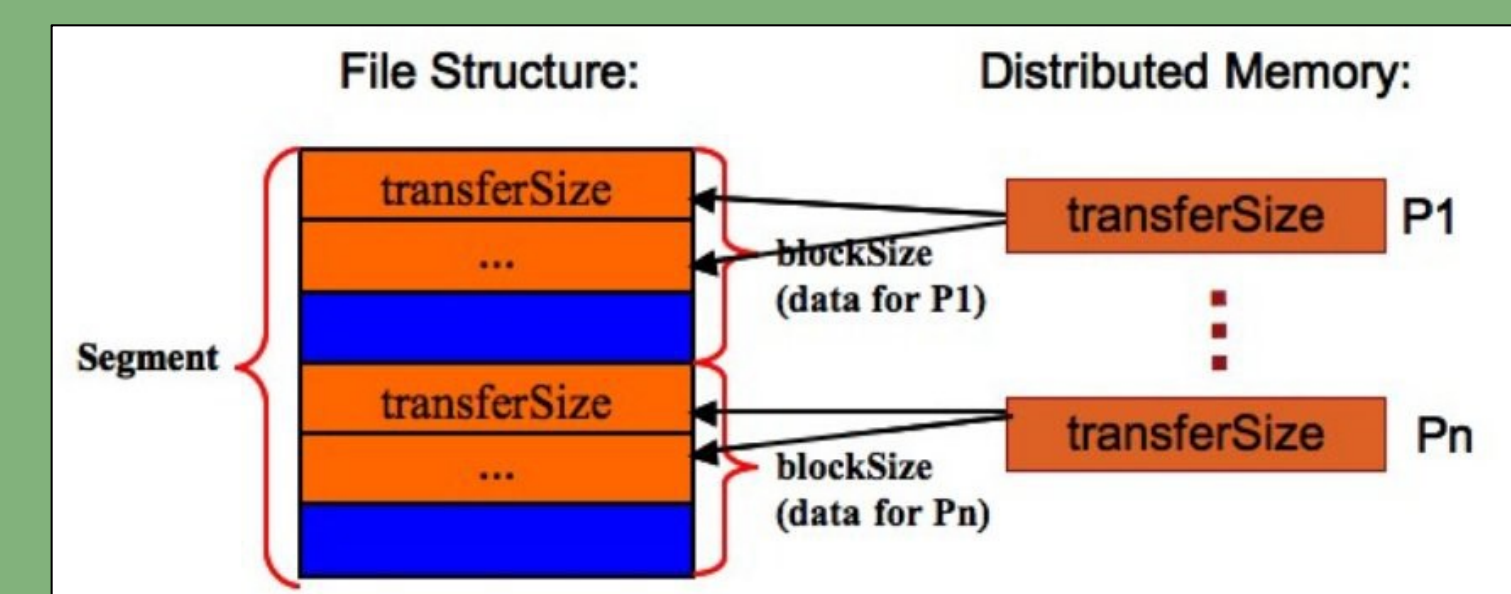 File Structure:
Distributed Memory:
transferSize
...
blockSize
(data for P1)
transferSize
P1
Segment
transferSize
...
blockSize
(data for Pn)
transferSize
Pn